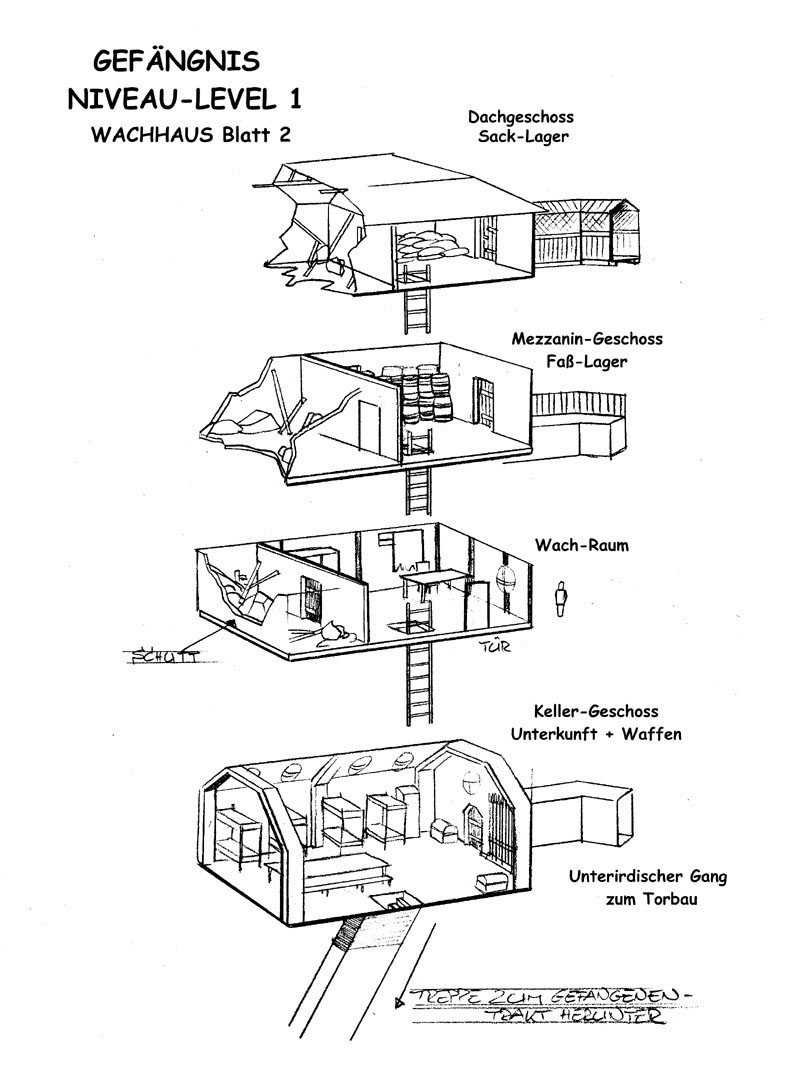 GEFÄNGNIS
NIVEAU-LEVEL 1
WACHHAUS Blatt 2
Dachgeschoss
Sack-Lager
Mezzanin-Geschoss
Faß-Lager
Wach-Raum
SCHUTT
TÜR
Keller-Geschoss
Unterkunft + Waffen
Unterirdischer Gang
zum Torbau
TREPPE ZUM GEFANGENEN-
TRAKT HERUNTER